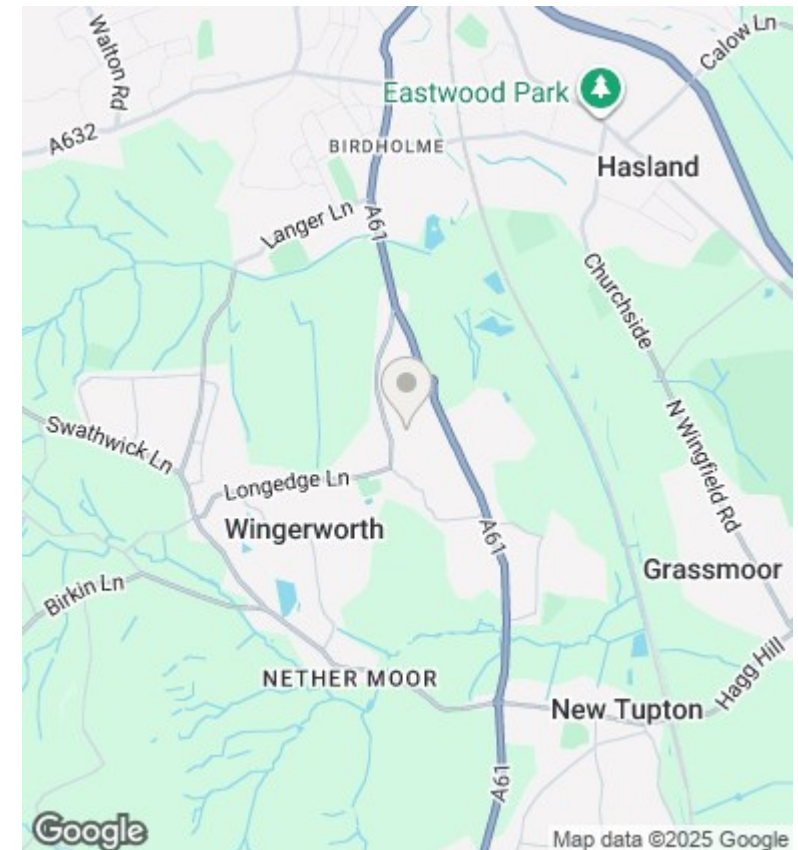 Walton Rd
Calow Ln
Eastwood Park
A632
BIRDHOLME
Hasland
Langer Ln
A61
Churchside
Swathwick Ln
N Wingfield Rd
Longedge Ln
Wingerworth
A61
Grassmoor
Birkin Ln
NETHER MOOR
Hagg Hill
New Tupton
A61
Google
Map data ©2025 Google